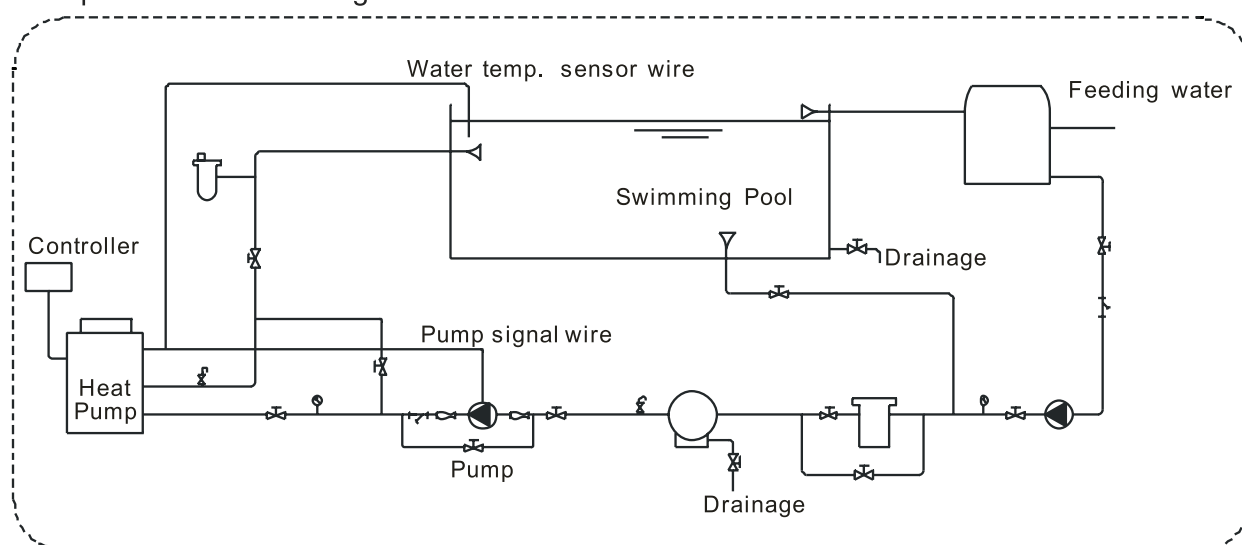 Water temp. sensor wire
Feeding water
Swimming Pool
Controller
Drainage
Pump signal wire
Heat
Pump
Pump
Drainage